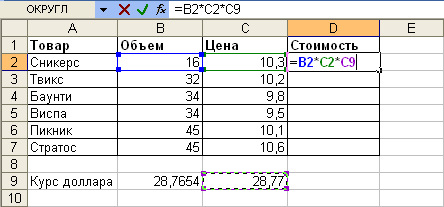 ОКРУГЛ =B2*C2*C9
A B C D E
1 Товар Объем Цена Стоимость
2 Сникерс 16 10,3 =B2*C2*C9
3 Твикс 32 10,2
4 Баунти 34 9,8
5 Виспа 34 9,5
6 Пикник 45 10,1
7 Стратос 45 10,6
8
9 Курс доллара 28,7654 28,77
10